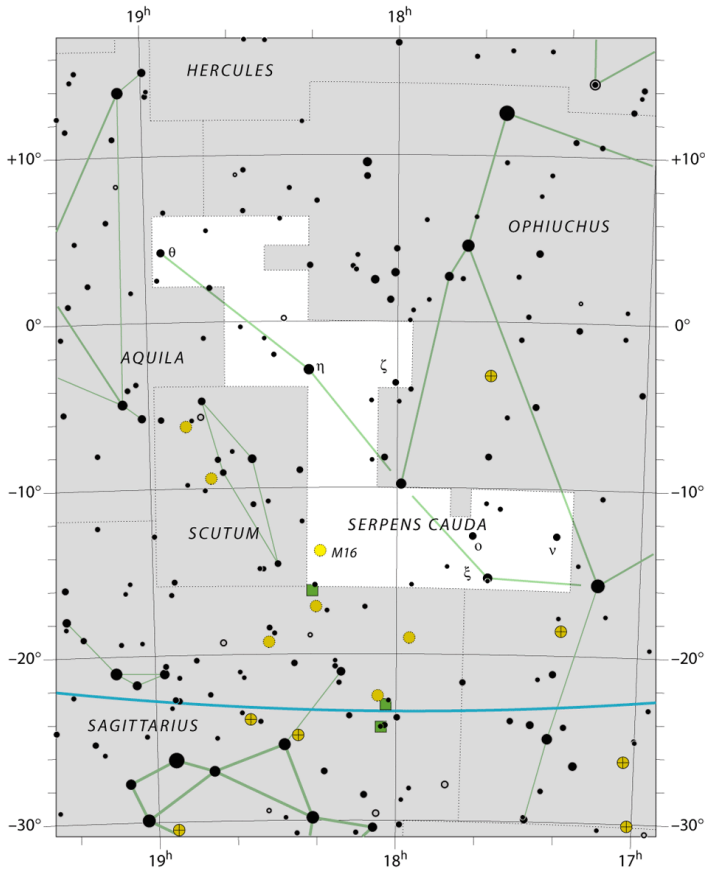 19h 18h
HERCULES
+10° +10°
OPHIUCHUS
θ
0° 0°
AQUILA
η ζ
−10° −10°
SCUTUM SERPENS CAUDA
ο ν
M16
ξ
−20° −20°
SAGITTARIUS
−30° −30°
19h 18h 17h